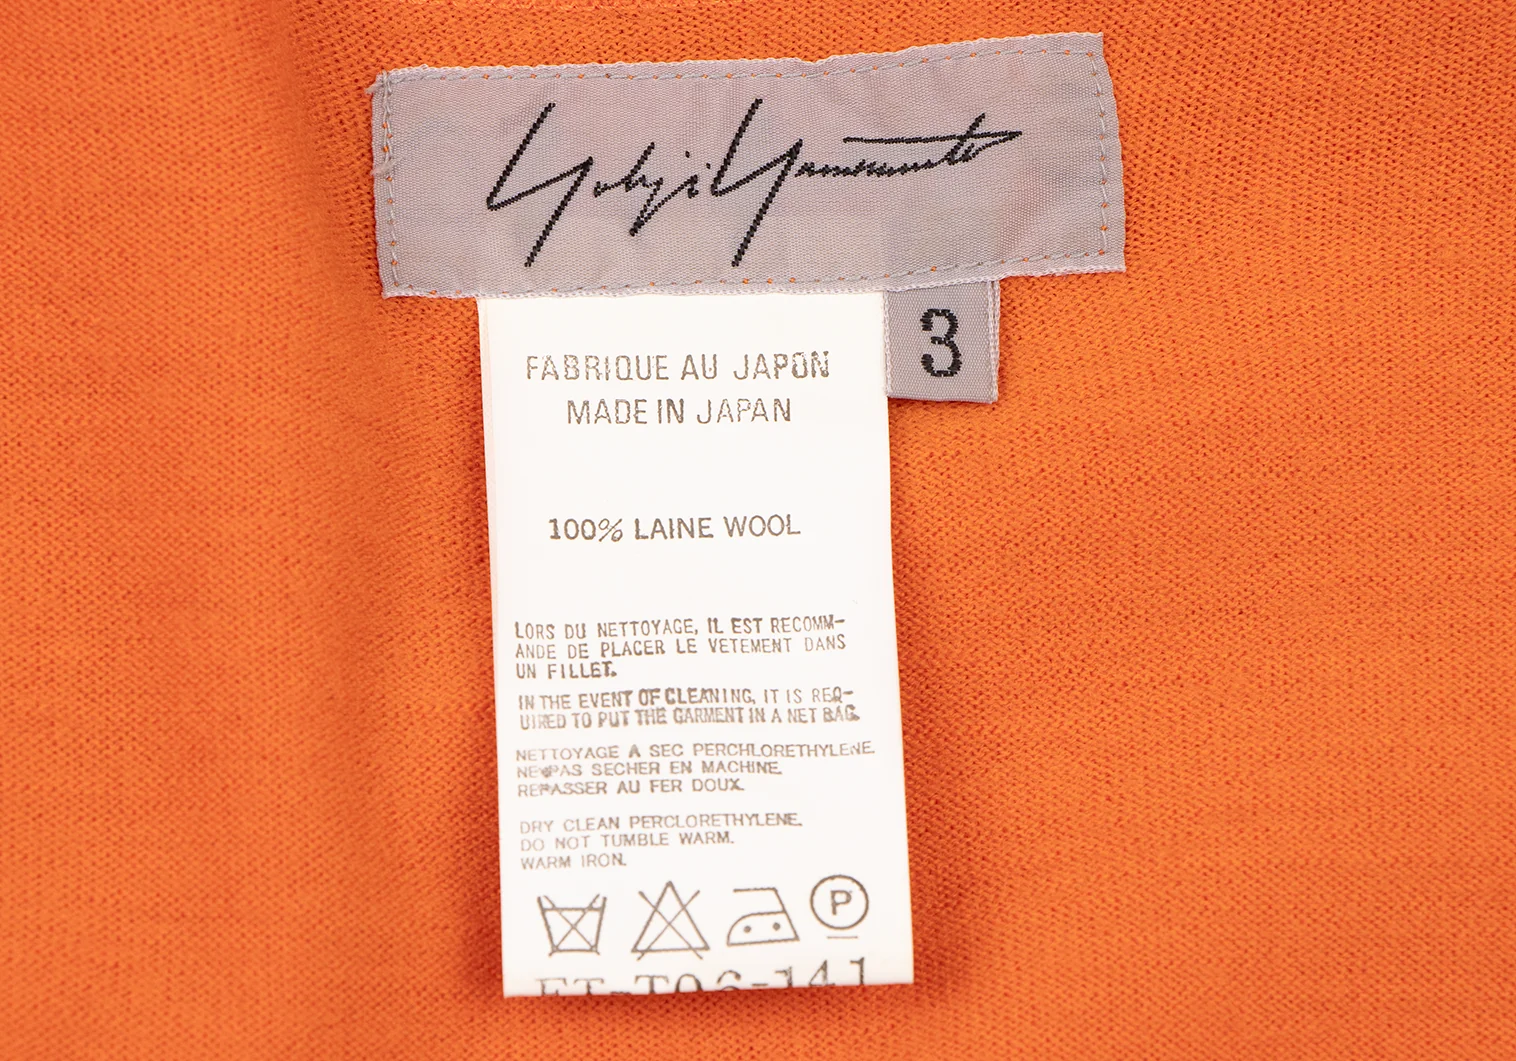 Yohji Yamamoto
3
FABRIQUE AU JAPON
MADE IN JAPAN
100% LAINE WOOL
LORS DU NETTOYAGE, IL EST RECOMM-
ANDE DE PLACER LE VETEMENT DANS
UN FILLET.
IN THE EVENT OF CLEANING, IT IS REQ-
UIRED TO PUT THE GARMENT IN A NET BAG.
NETTOYAGE A SEC PERCHLORETHYLENE.
NE PAS SECHER EN MACHINE.
REPASSER AU FER DOUX.
DRY CLEAN PERCLORETHYLENE.
DO NOT TUMBLE WARM.
WARM IRON.
P
FT-T06-141